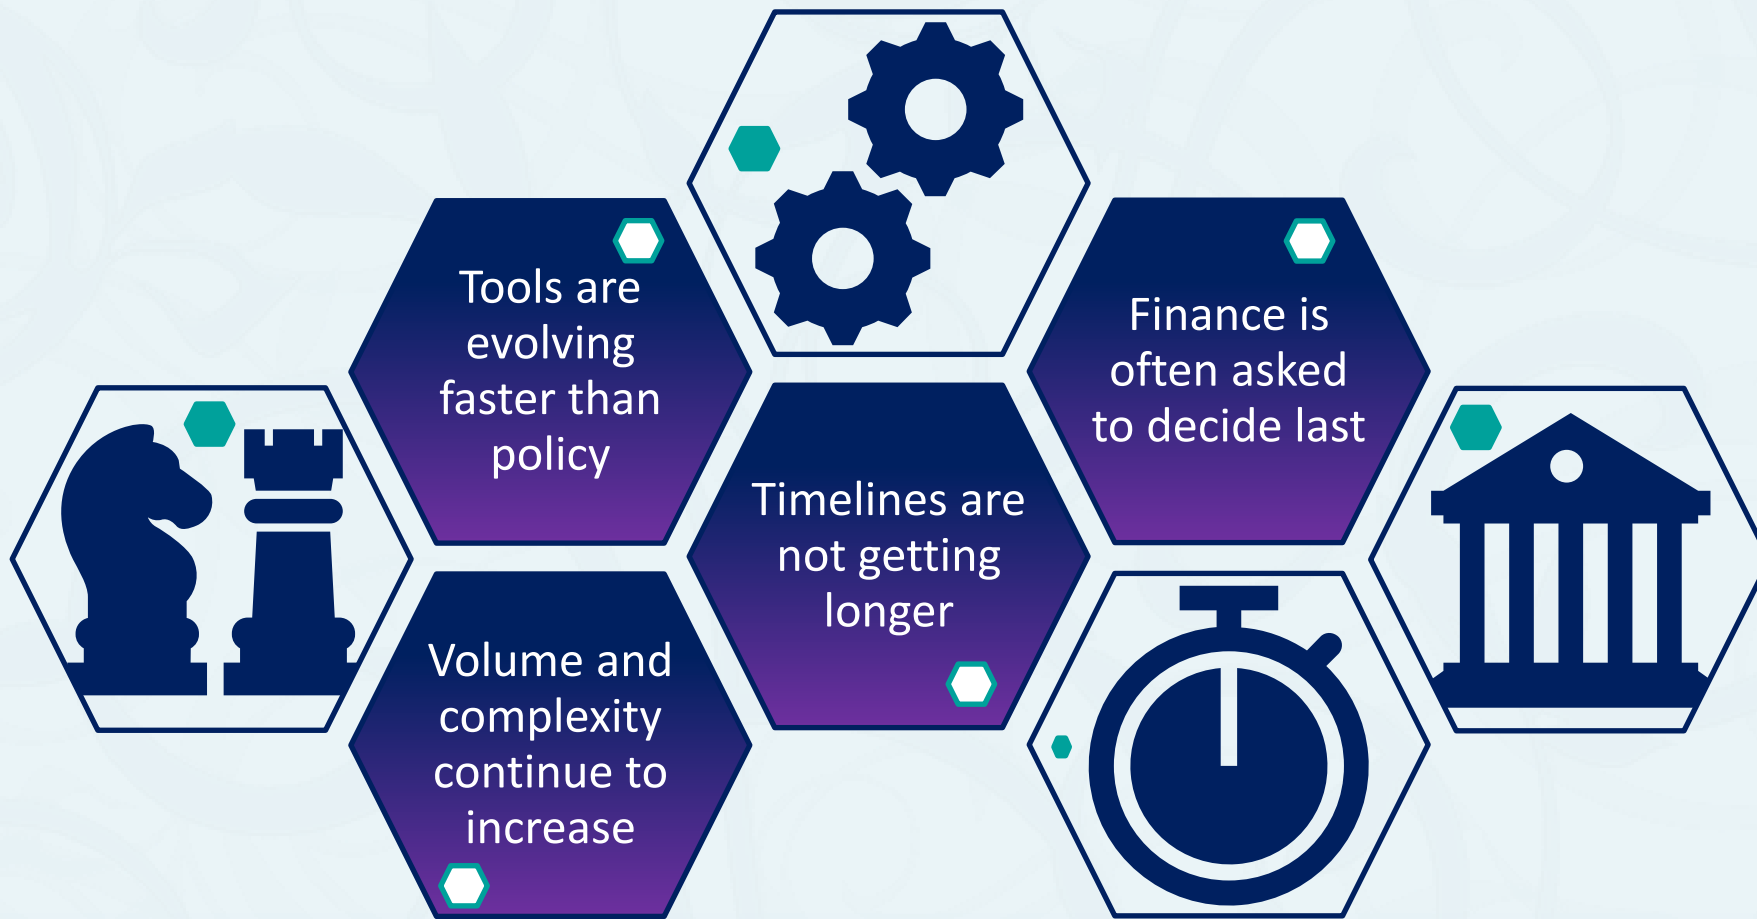 Tools are
evolving
faster than
policy
Volume and
complexity
continue to
increase
Timelines are
not getting
longer
Finance is
often asked
to decide last